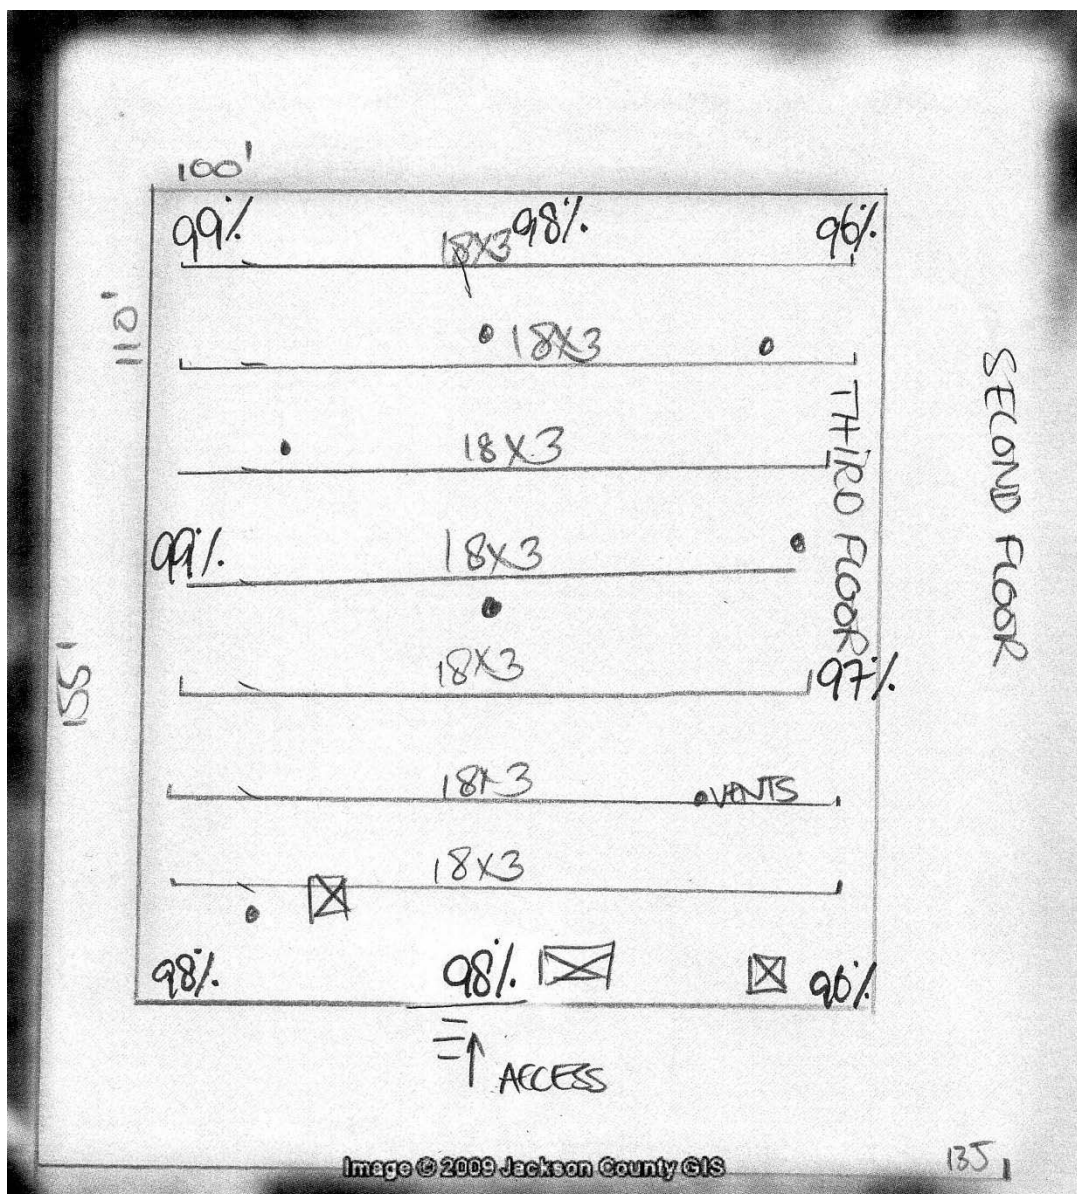 100'
99%. 18X3 98%. 96%.
110'
18X3
SECOND FLOOR
THIRD FLOOR
18X3
99%. 18X3
155'
18X3 97%.
18X3 VENTS
18X3
98%. 98%. 96%.
ACCESS
Image © 2009 Jackson County GIS
135'